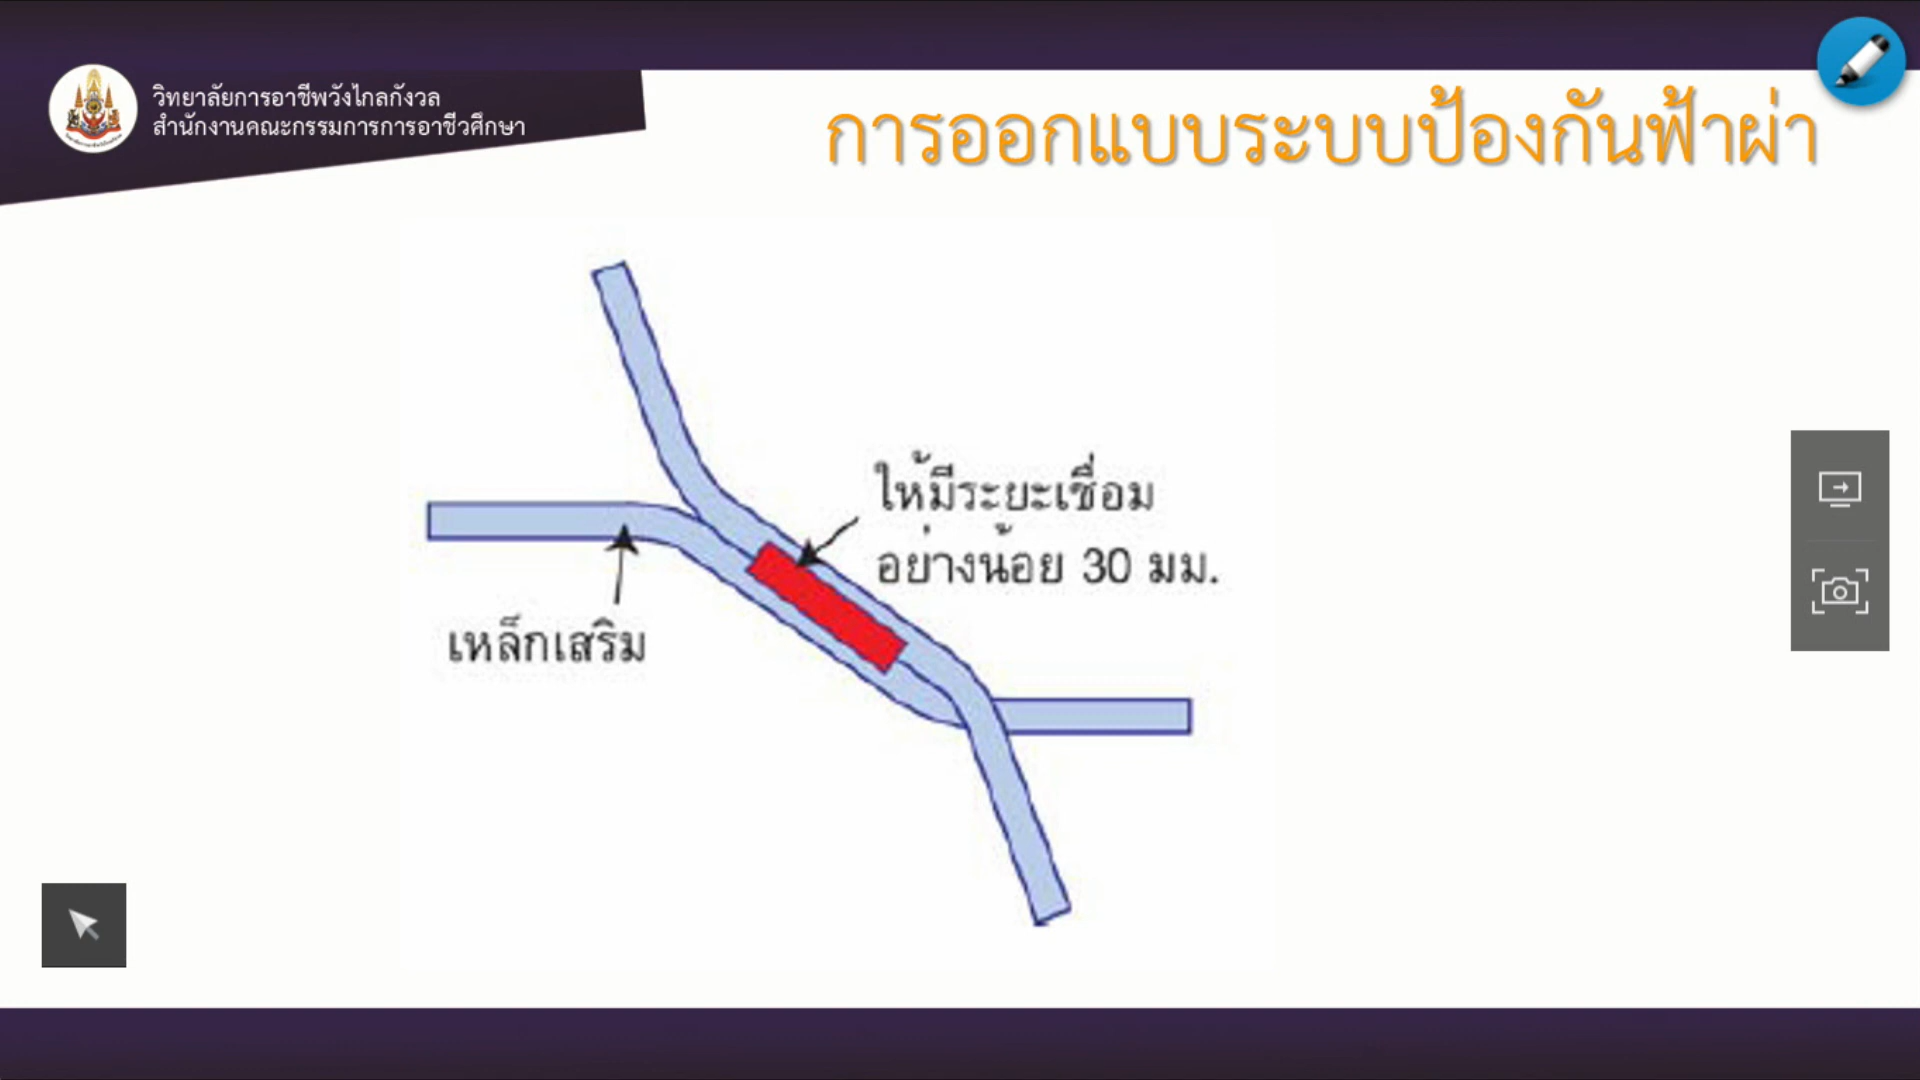 วิทยาลัยการอาชีพวังไกลกังวล
สำนักงานคณะกรรมการการอาชีวศึกษา
การออกแบบระบบป้องกันฟ้าผ่า
ให้มีระยะเชื่อม
อย่างน้อย 30 มม.
เหล็กเสริม